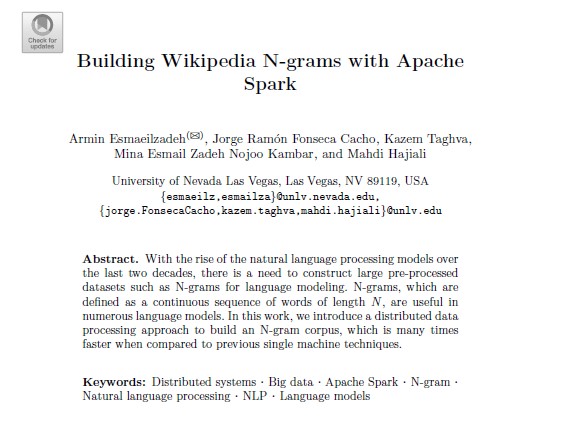 Check for
updates
Building Wikipedia N-grams with Apache
Spark
Armin Esmaeilzadeh(✉), Jorge Ramón Fonseca Cacho, Kazem Taghva,
Mina Esmail Zadeh Nojoo Kambar, and Mahdi Hajiali
University of Nevada Las Vegas, Las Vegas, NV 89119, USA
{esmaeilz,esmailza}@unlv.nevada.edu,
{jorge.FonsecaCacho,kazem.taghva,mahdi.hajiali}@unlv.edu
Abstract. With the rise of the natural language processing models over
the last two decades, there is a need to construct large pre-processed
datasets such as N-grams for language modeling. N-grams, which are
defined as a continuous sequence of words of length N, are useful in
numerous language models. In this work, we introduce a distributed data
processing approach to build an N-gram corpus, which is many times
faster when compared to previous single machine techniques.
Keywords: Distributed systems · Big data · Apache Spark · N-gram ·
Natural language processing · NLP · Language models